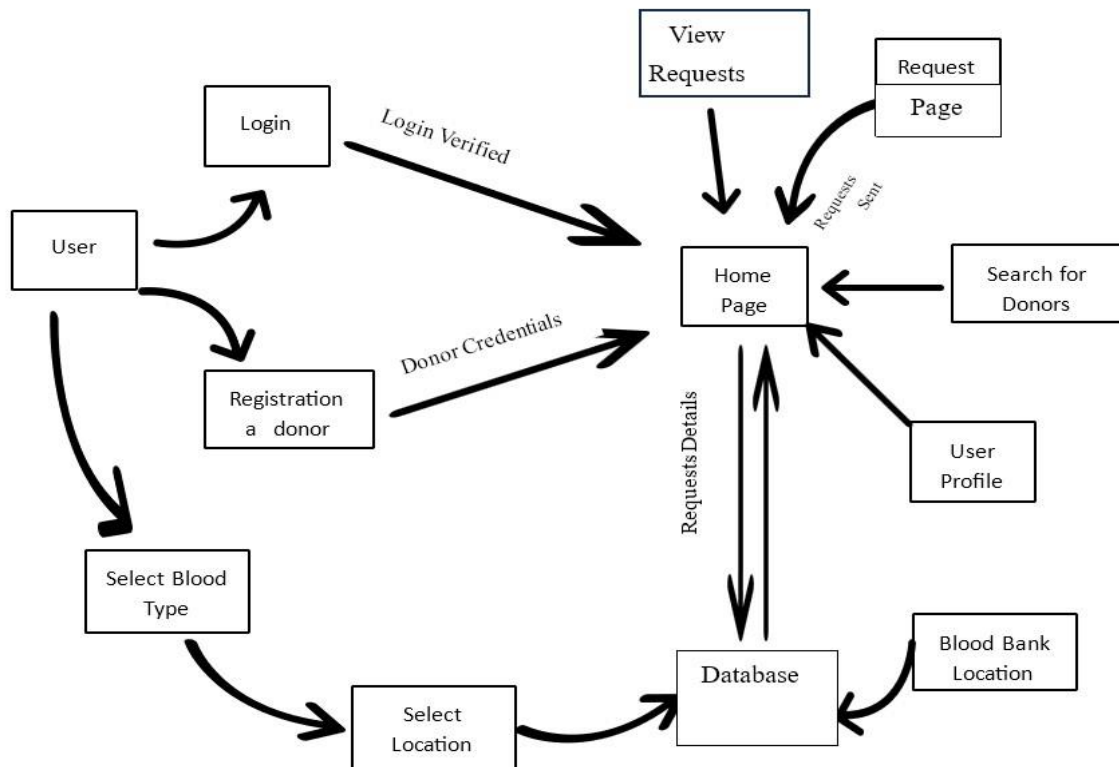 View
Requests
Request
Page
Login
Login Verified
Requests
Sent
User
Home
Page
Search for
Donors
Donor Credentials
Registration
a donor
Requests Details
User
Profile
Select Blood
Type
Blood Bank
Location
Database
Select
Location